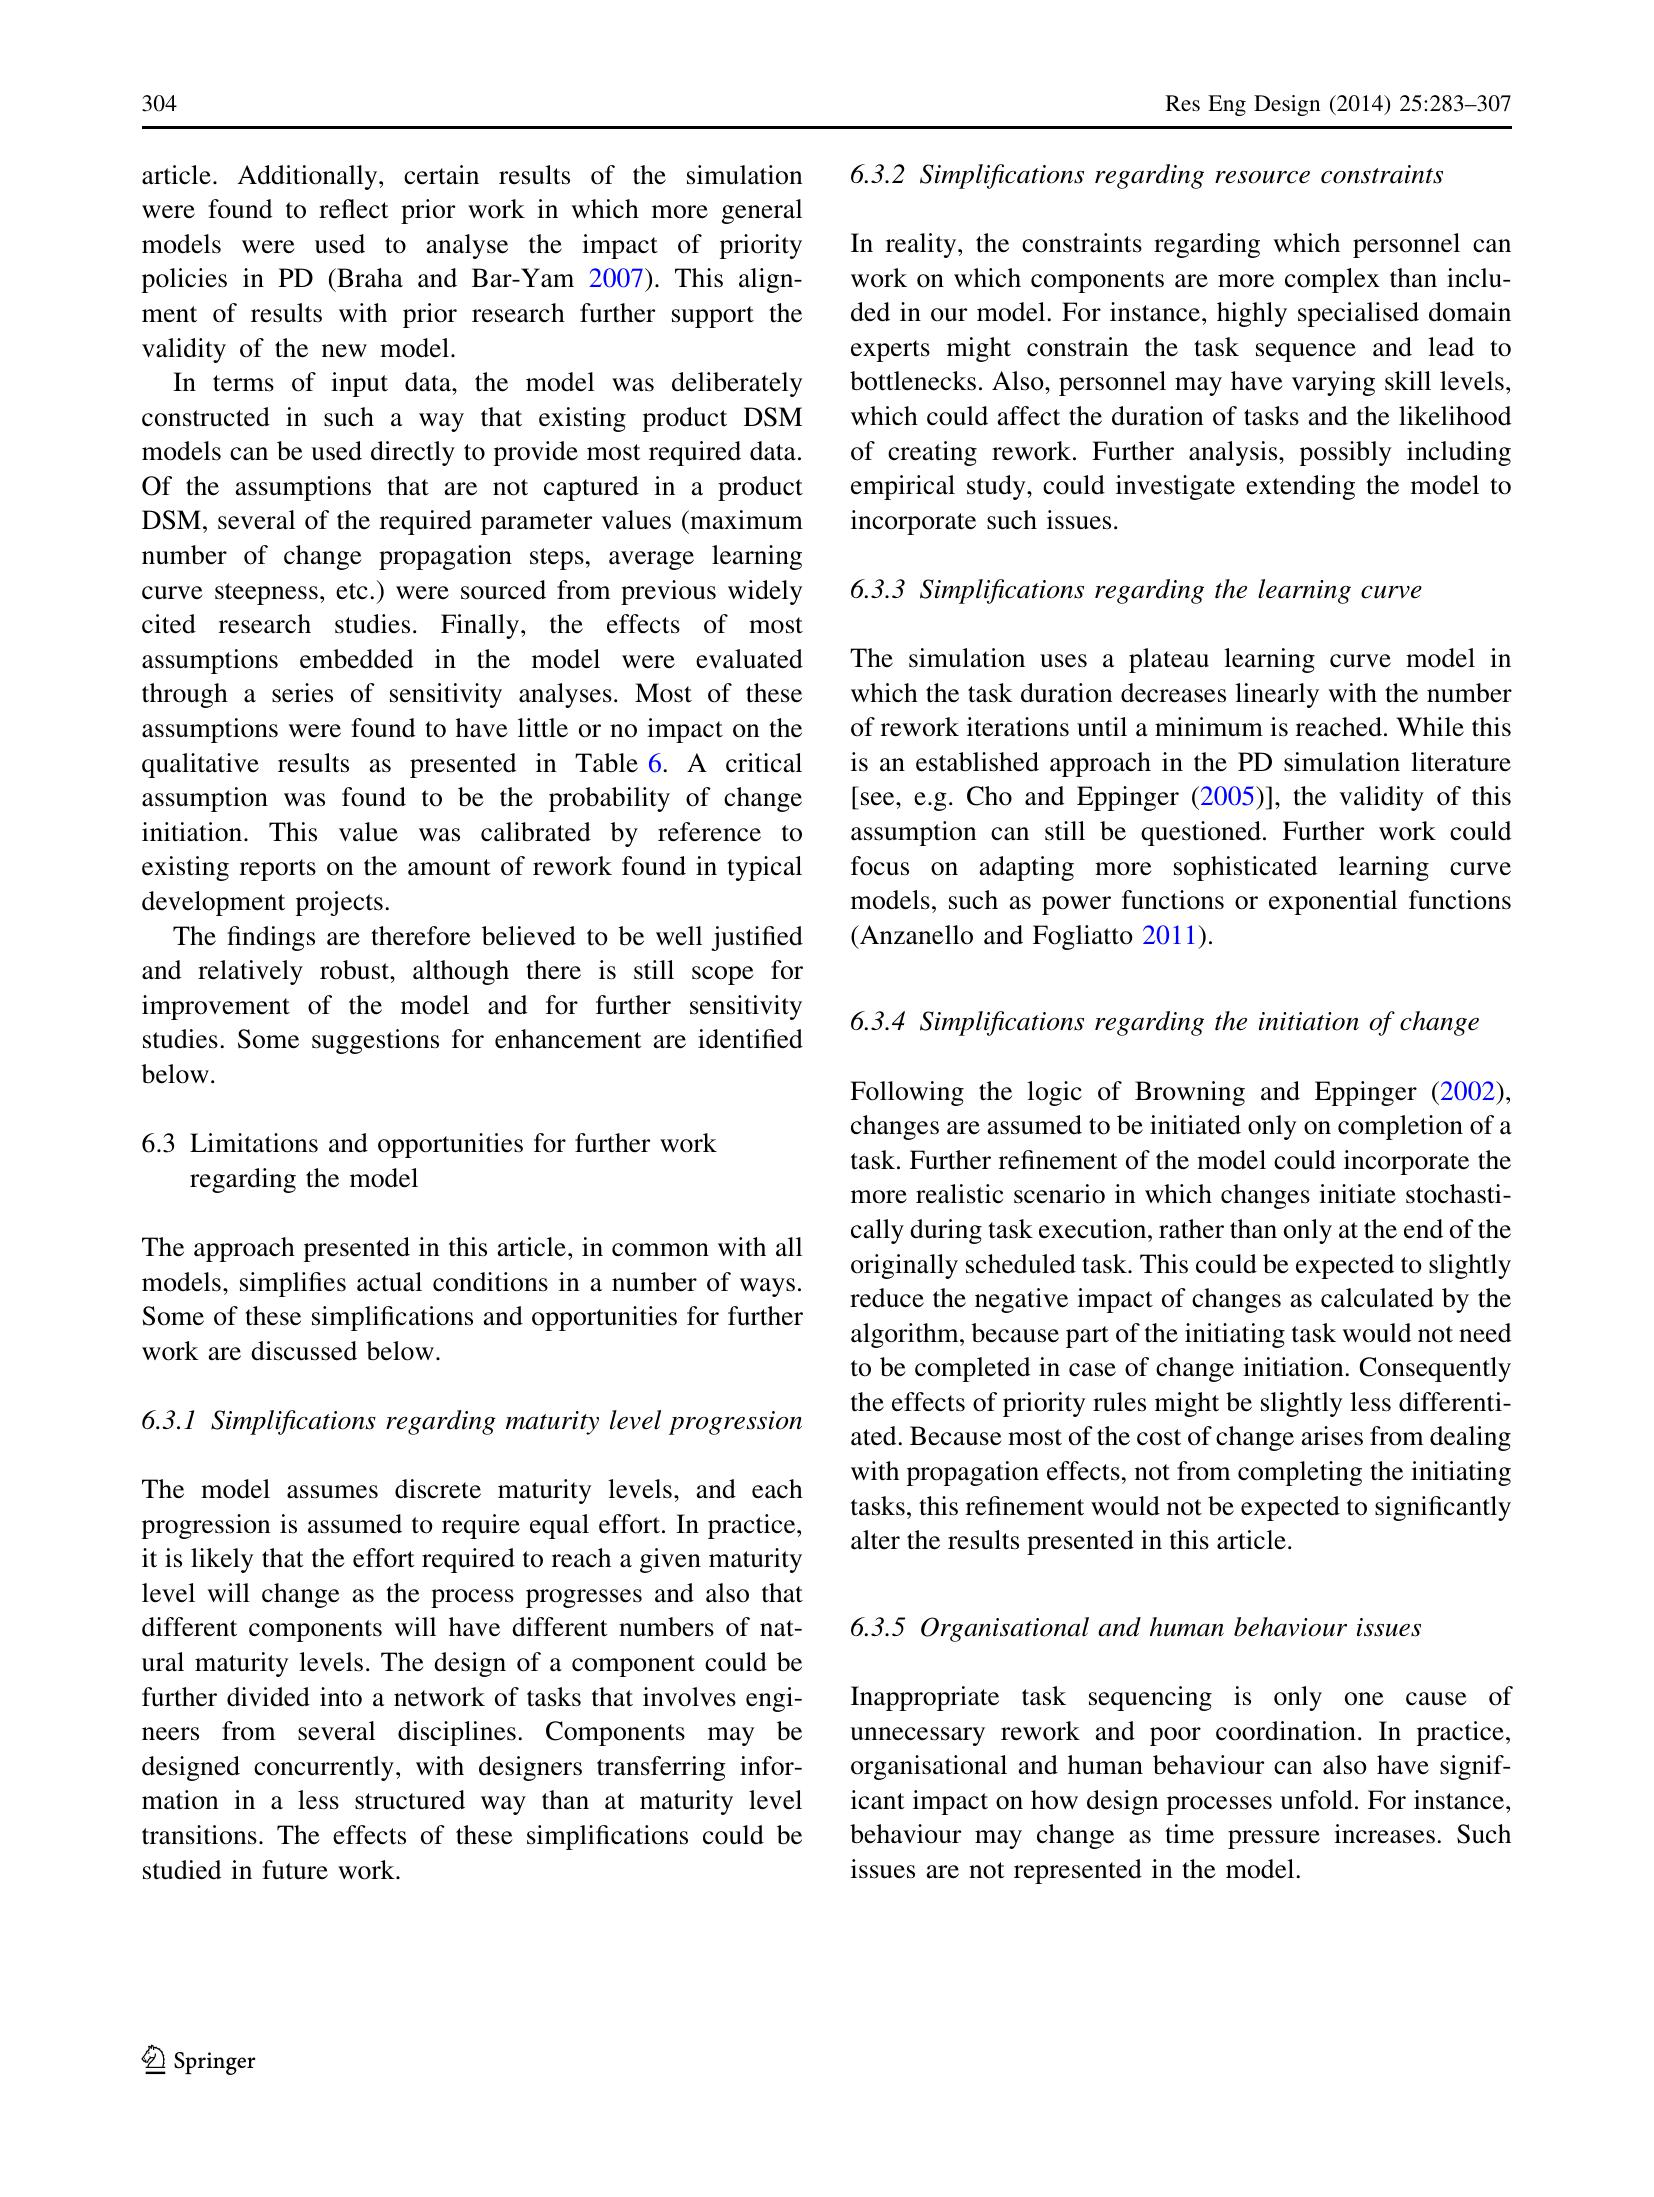 304
Res Eng Design (2014) 25:283–307
article. Additionally, certain results of the simulation
were found to reflect prior work in which more general
models were used to analyse the impact of priority
policies in PD (Braha and Bar-Yam 2007). This align-
ment of results with prior research further support the
validity of the new model.
In terms of input data, the model was deliberately
constructed in such a way that existing product DSM
models can be used directly to provide most required data.
Of the assumptions that are not captured in a product
DSM, several of the required parameter values (maximum
number of change propagation steps, average learning
curve steepness, etc.) were sourced from previous widely
cited research studies. Finally, the effects of most
assumptions embedded in the model were evaluated
through a series of sensitivity analyses. Most of these
assumptions were found to have little or no impact on the
qualitative results as presented in Table 6. A critical
assumption was found to be the probability of change
initiation. This value was calibrated by reference to
existing reports on the amount of rework found in typical
development projects.
The findings are therefore believed to be well justified
and relatively robust, although there is still scope for
improvement of the model and for further sensitivity
studies. Some suggestions for enhancement are identified
below.
6.3 Limitations and opportunities for further work
regarding the model
The approach presented in this article, in common with all
models, simplifies actual conditions in a number of ways.
Some of these simplifications and opportunities for further
work are discussed below.
6.3.1 Simplifications regarding maturity level progression
The model assumes discrete maturity levels, and each
progression is assumed to require equal effort. In practice,
it is likely that the effort required to reach a given maturity
level will change as the process progresses and also that
different components will have different numbers of nat-
ural maturity levels. The design of a component could be
further divided into a network of tasks that involves engi-
neers from several disciplines. Components may be
designed concurrently, with designers transferring infor-
mation in a less structured way than at maturity level
transitions. The effects of these simplifications could be
studied in future work.
6.3.2 Simplifications regarding resource constraints
In reality, the constraints regarding which personnel can
work on which components are more complex than inclu-
ded in our model. For instance, highly specialised domain
experts might constrain the task sequence and lead to
bottlenecks. Also, personnel may have varying skill levels,
which could affect the duration of tasks and the likelihood
of creating rework. Further analysis, possibly including
empirical study, could investigate extending the model to
incorporate such issues.
6.3.3 Simplifications regarding the learning curve
The simulation uses a plateau learning curve model in
which the task duration decreases linearly with the number
of rework iterations until a minimum is reached. While this
is an established approach in the PD simulation literature
[see, e.g. Cho and Eppinger (2005)], the validity of this
assumption can still be questioned. Further work could
focus on adapting more sophisticated learning curve
models, such as power functions or exponential functions
(Anzanello and Fogliatto 2011).
6.3.4 Simplifications regarding the initiation of change
Following the logic of Browning and Eppinger (2002),
changes are assumed to be initiated only on completion of a
task. Further refinement of the model could incorporate the
more realistic scenario in which changes initiate stochasti-
cally during task execution, rather than only at the end of the
originally scheduled task. This could be expected to slightly
reduce the negative impact of changes as calculated by the
algorithm, because part of the initiating task would not need
to be completed in case of change initiation. Consequently
the effects of priority rules might be slightly less differenti-
ated. Because most of the cost of change arises from dealing
with propagation effects, not from completing the initiating
tasks, this refinement would not be expected to significantly
alter the results presented in this article.
6.3.5 Organisational and human behaviour issues
Inappropriate task sequencing is only one cause of
unnecessary rework and poor coordination. In practice,
organisational and human behaviour can also have signif-
icant impact on how design processes unfold. For instance,
behaviour may change as time pressure increases. Such
issues are not represented in the model.
Springer